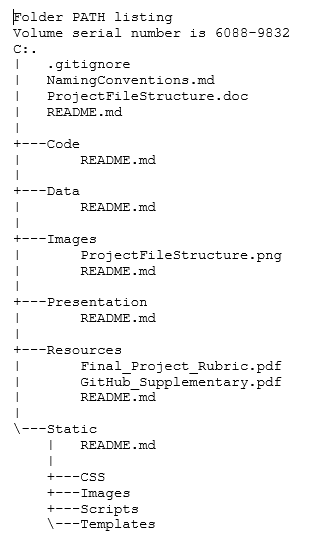 Folder PATH listing
Volume serial number is 6088-9832
C:.
|   .gitignore
|   NamingConventions.md
|   ProjectFileStructure.doc
|   README.md
|
+---Code
|       README.md
|
+---Data
|       README.md
|
+---Images
|       ProjectFileStructure.png
|       README.md
|
+---Presentation
|       README.md
|
+---Resources
|       Final_Project_Rubric.pdf
|       GitHub_Supplementary.pdf
|       README.md
|
\---Static
    |   README.md
    |
    +---CSS
    +---Images
    +---Scripts
    \---Templates